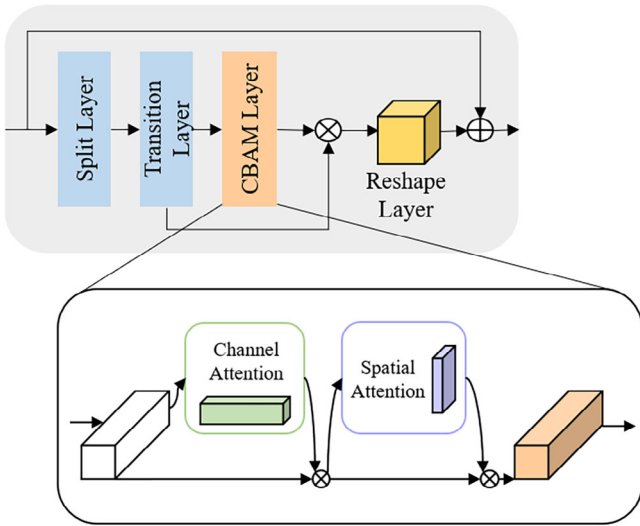 Split Layer
Transition
Layer
CBAM Layer
Reshape
Layer
Channel
Attention
Spatial
Attention